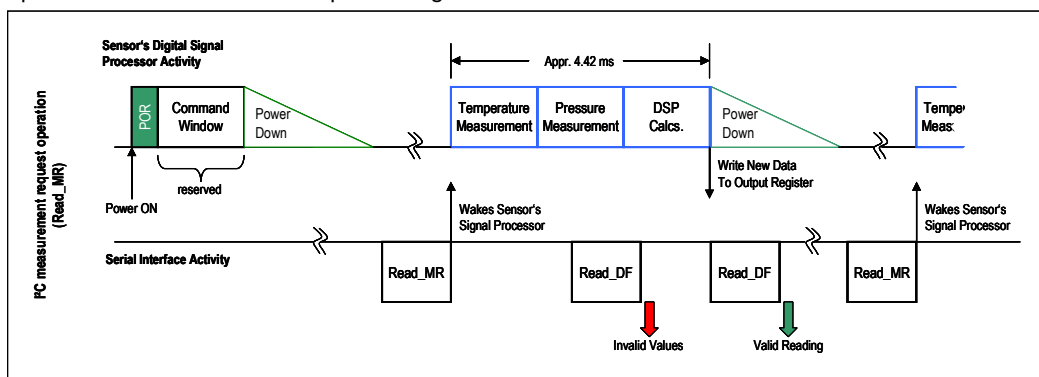 Sensor's Digital Signal
Processor Activity
Appr. 4.42 ms
POR
Command
Window
Power
Down
Temperature
Measurement
Pressure
Measurement
DSP
Calcs.
Power
Down
reserved
Power ON
Write New Data
To Output Register
Wakes Sensor's
Signal Processor
Wakes Sensor's
Signal Processor
I²C measurement request operation
(Read_MR)
Serial Interface Activity
Read_MR
Read_DF
Read_DF
Read_MR
Invalid Values
Valid Reading